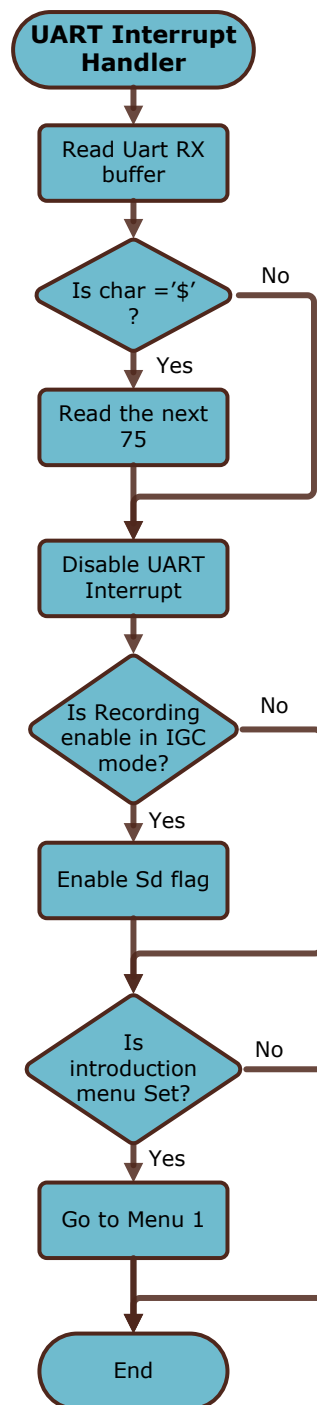 UART Interrupt
Handler
Read Uart RX
buffer
Is char ='$'
?
No
Yes
Read the next
75
Disable UART
Interrupt
Is Recording
enable in IGC
mode?
No
Yes
Enable Sd flag
Is
introduction
menu Set?
No
Yes
Go to Menu 1
End